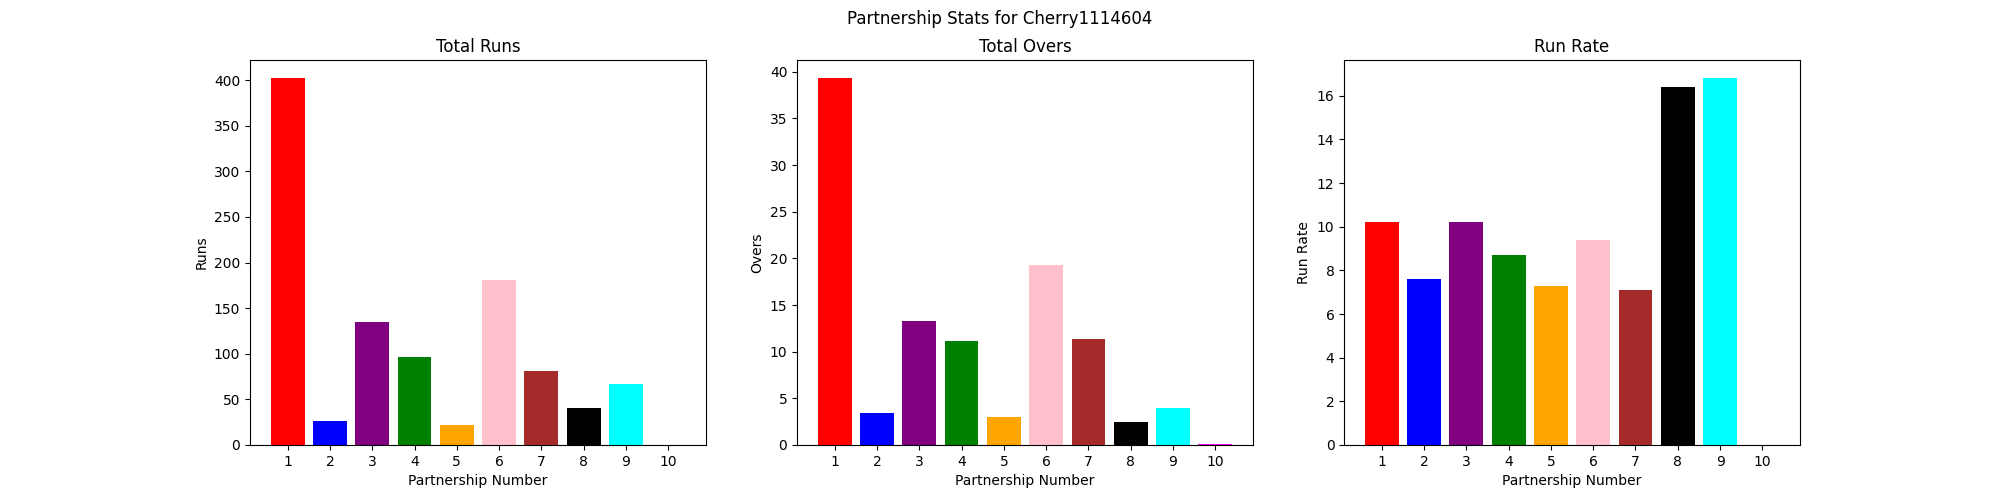 Partnership Stats for Cherry1114604
Total Runs
Total Overs
Run Rate
Runs
400
350
300
250
200
150
100
50
0
1 2 3 4 5 6 7 8 9 10
Partnership Number
Overs
40
35
30
25
20
15
10
5
0
1 2 3 4 5 6 7 8 9 10
Partnership Number
Run Rate
16
14
12
10
8
6
4
2
0
1 2 3 4 5 6 7 8 9 10
Partnership Number